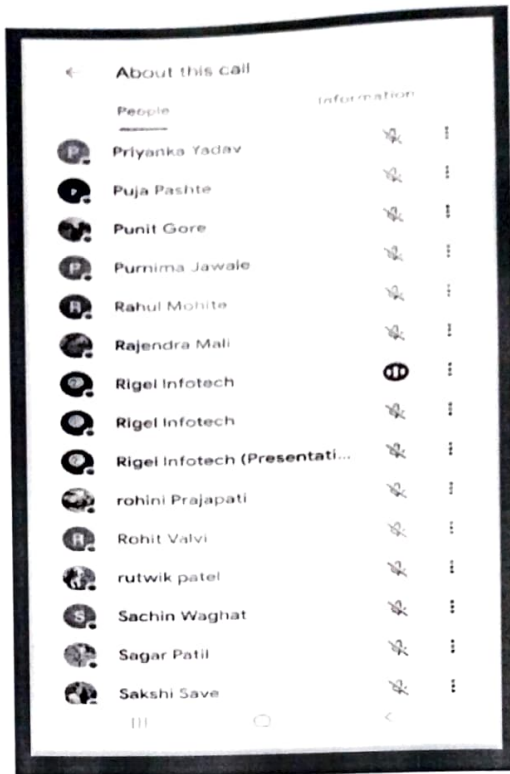 About this call
People
Information
Priyanka Yadav
Puja Pashte
Punit Gore
Purnima Jawale
Rahul Mohite
Rajendra Mali
Rigel Infotech
Rigel Infotech
Rigel Infotech (Presentati...
rohini Prajapati
Rohit Valvi
rutwik patel
Sachin Waghat
Sagar Patil
Sakshi Save